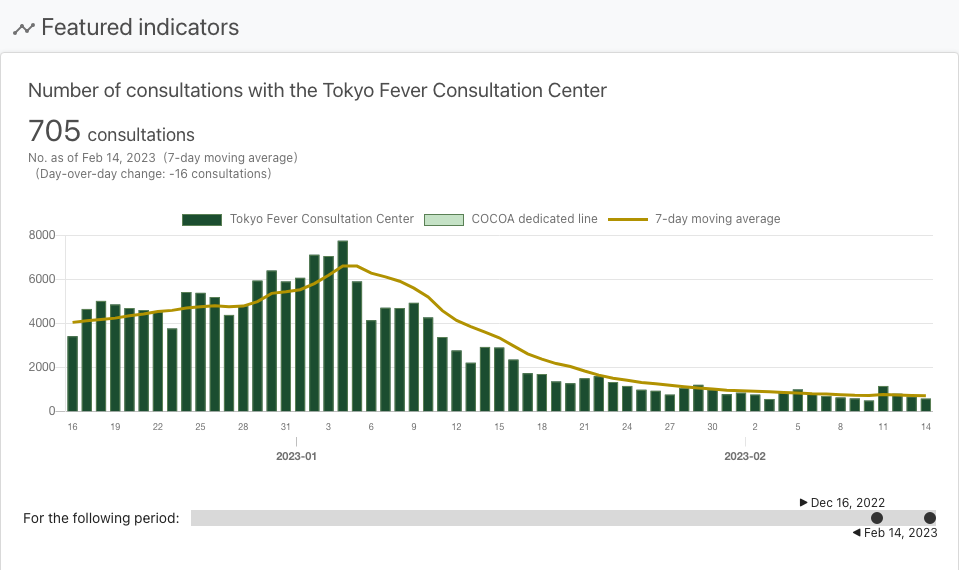 Featured indicators
Number of consultations with the Tokyo Fever Consultation Center
705 consultations
No. as of Feb 14, 2023 (7-day moving average)
(Day-over-day change: -16 consultations)
Tokyo Fever Consultation Center COCOA dedicated line 7-day moving average
8000
6000
4000
2000
0
16 19 22 25 28 31 3 6 9 12 15 18 21 24 27 30 2 5 8 11 14
2023-01 2023-02
▶ Dec 16, 2022
For the following period:
◀ Feb 14, 2023